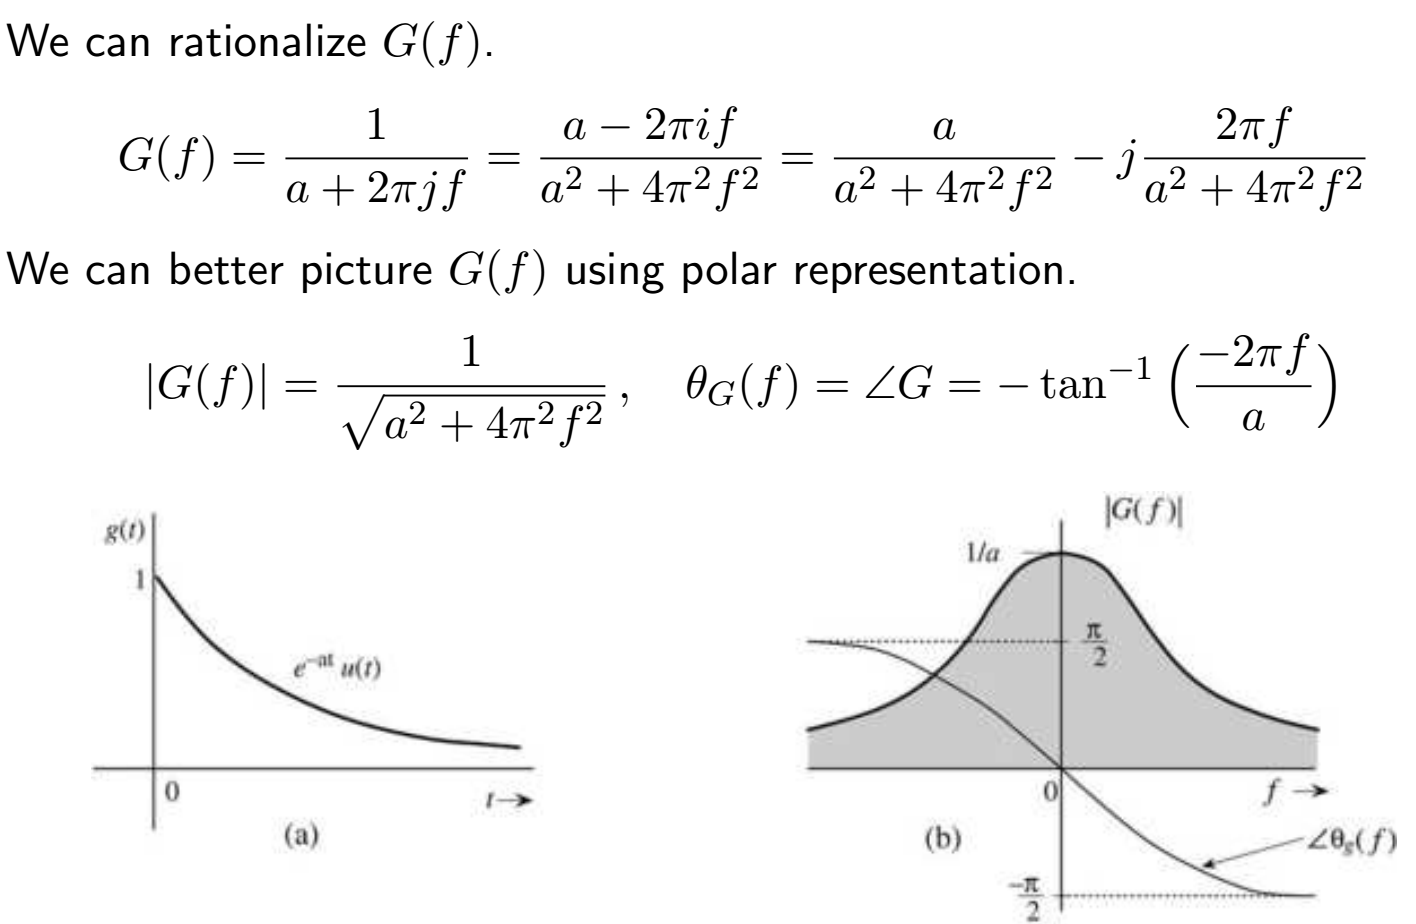 We can rationalize G(f).
G(f) = 1/(a + 2πjf) = (a − 2πif)/(a² + 4π²f²) = a/(a² + 4π²f²) − j 2πf/(a² + 4π²f²)
We can better picture G(f) using polar representation.
|G(f)| = 1/√(a² + 4π²f²) ,   θ_G(f) = ∠G = − tan⁻¹ (−2πf/a)
g(t)
1
e^−at u(t)
0
t→
(a)
|G(f)|
1/a
π/2
0
f →
(b)
∠θ_g(f)
−π/2